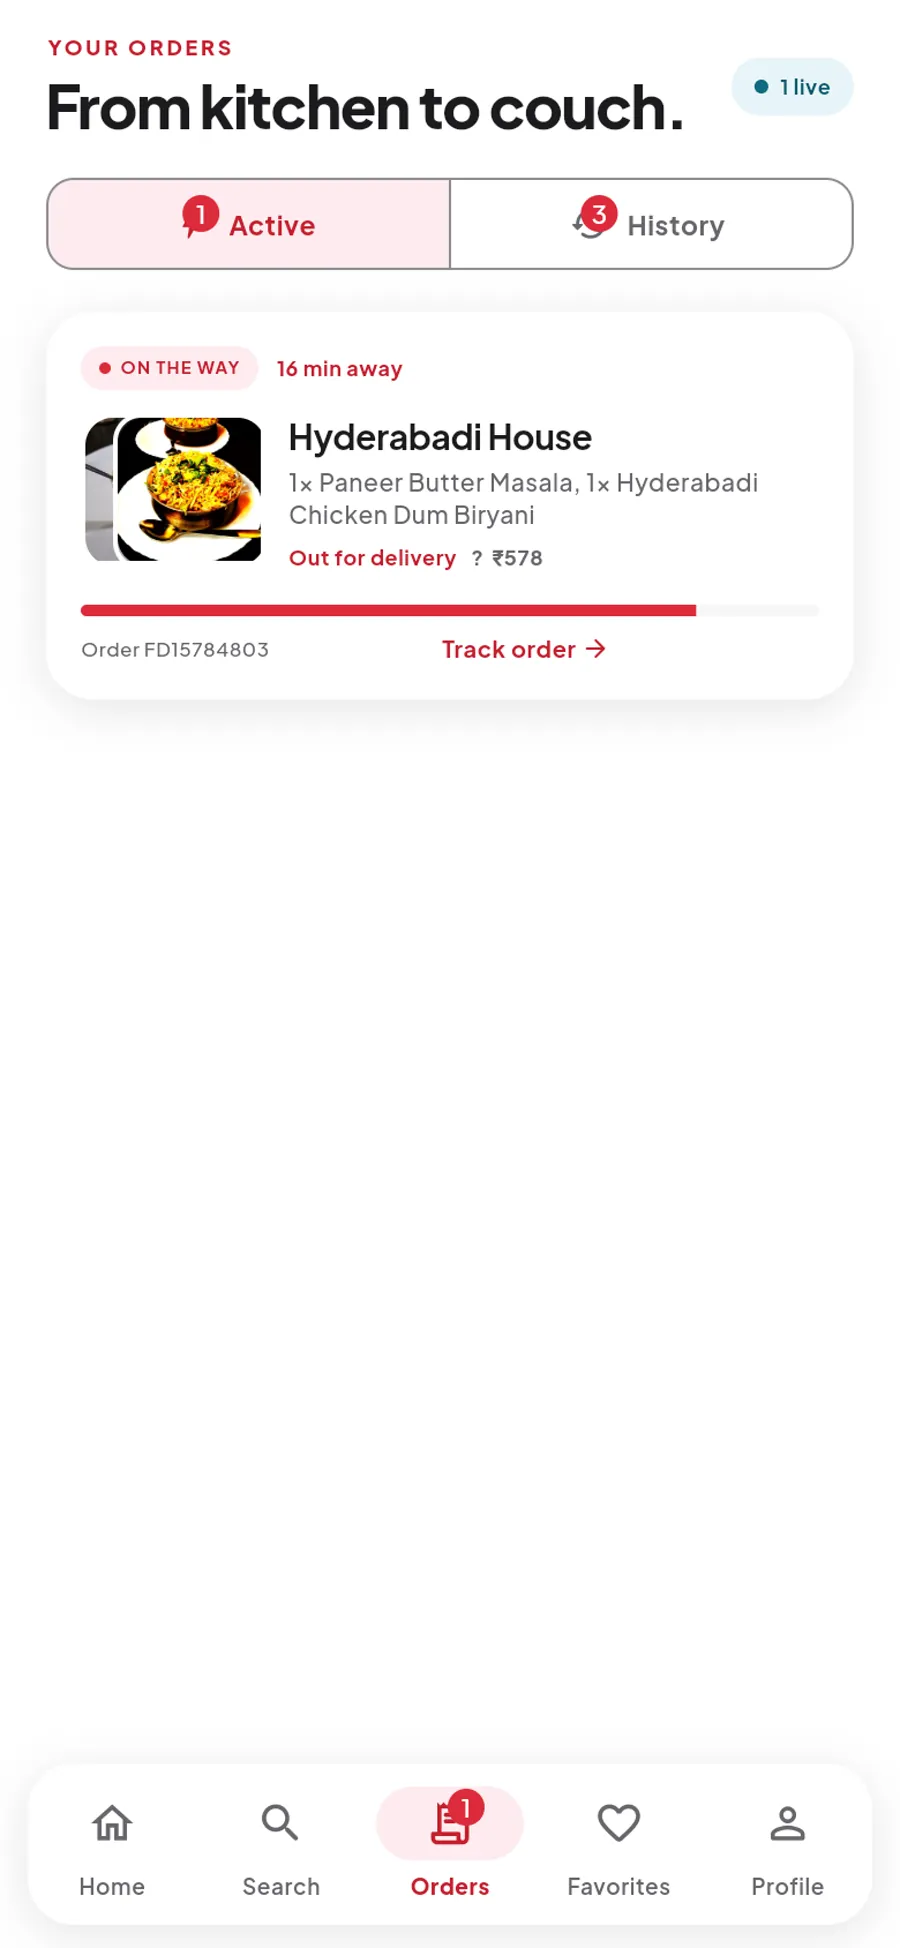 YOUR ORDERS
From kitchen to couch.
1 live
1 Active
3 History
ON THE WAY
16 min away
Hyderabadi House
1× Paneer Butter Masala, 1× Hyderabadi
Chicken Dum Biryani
Out for delivery ? ₹578
Order FD15784803
Track order →
1
Home
Search
Orders
Favorites
Profile